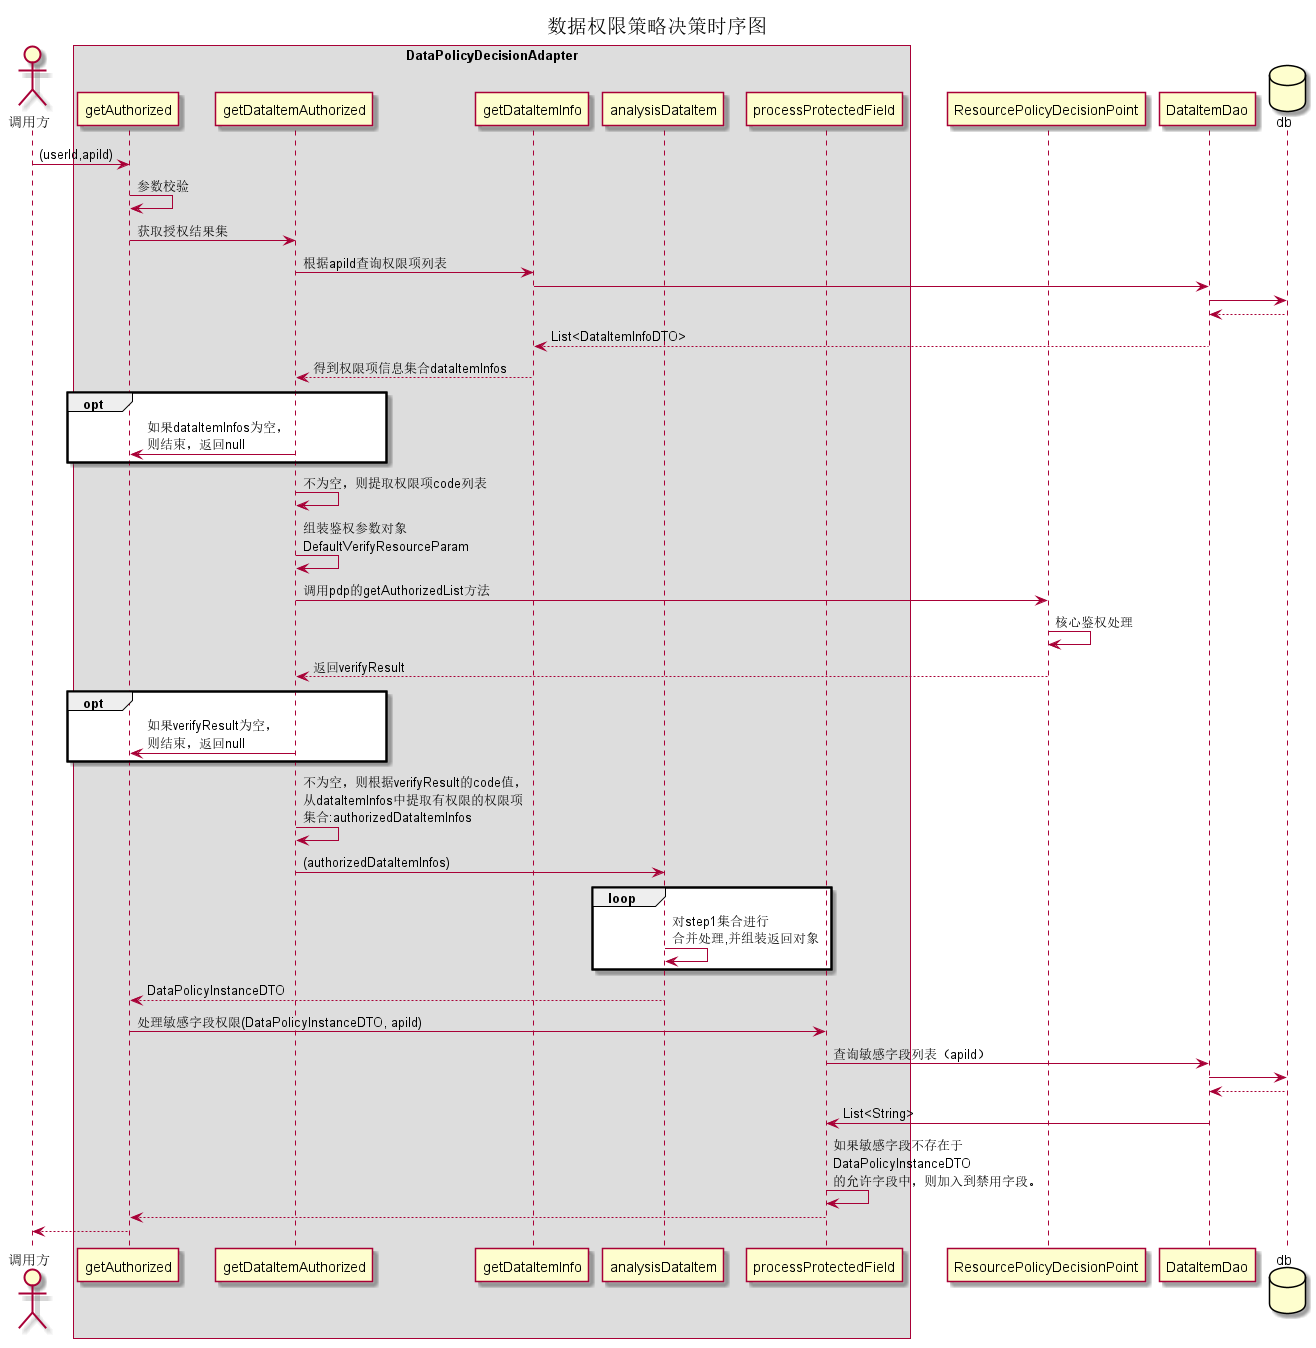 数据权限策略决策时序图
DataPolicyDecisionAdapter
调用方
getAuthorized
getDataItemAuthorized
getDataItemInfo
analysisDataItem
processProtectedField
ResourcePolicyDecisionPoint
DataItemDao
db
(userId,apiId)
参数校验
获取授权结果集
根据apiId查询权限项列表
List<DataItemInfoDTO>
得到权限项信息集合dataItemInfos
opt
如果dataItemInfos为空，
则结束，返回null
不为空，则提取权限项code列表
组装鉴权参数对象
DefaultVerifyResourceParam
调用pdp的getAuthorizedList方法
核心鉴权处理
返回verifyResult
opt
如果verifyResult为空，
则结束，返回null
不为空，则根据verifyResult的code值，
从dataItemInfos中提取有权限的权限项
集合:authorizedDataItemInfos
(authorizedDataItemInfos)
loop
对step1集合进行
合并处理,并组装返回对象
DataPolicyInstanceDTO
处理敏感字段权限(DataPolicyInstanceDTO, apiId)
查询敏感字段列表（apiId）
List<String>
如果敏感字段不存在于
DataPolicyInstanceDTO
的允许字段中，则加入到禁用字段。
调用方
getAuthorized
getDataItemAuthorized
getDataItemInfo
analysisDataItem
processProtectedField
ResourcePolicyDecisionPoint
DataItemDao
db